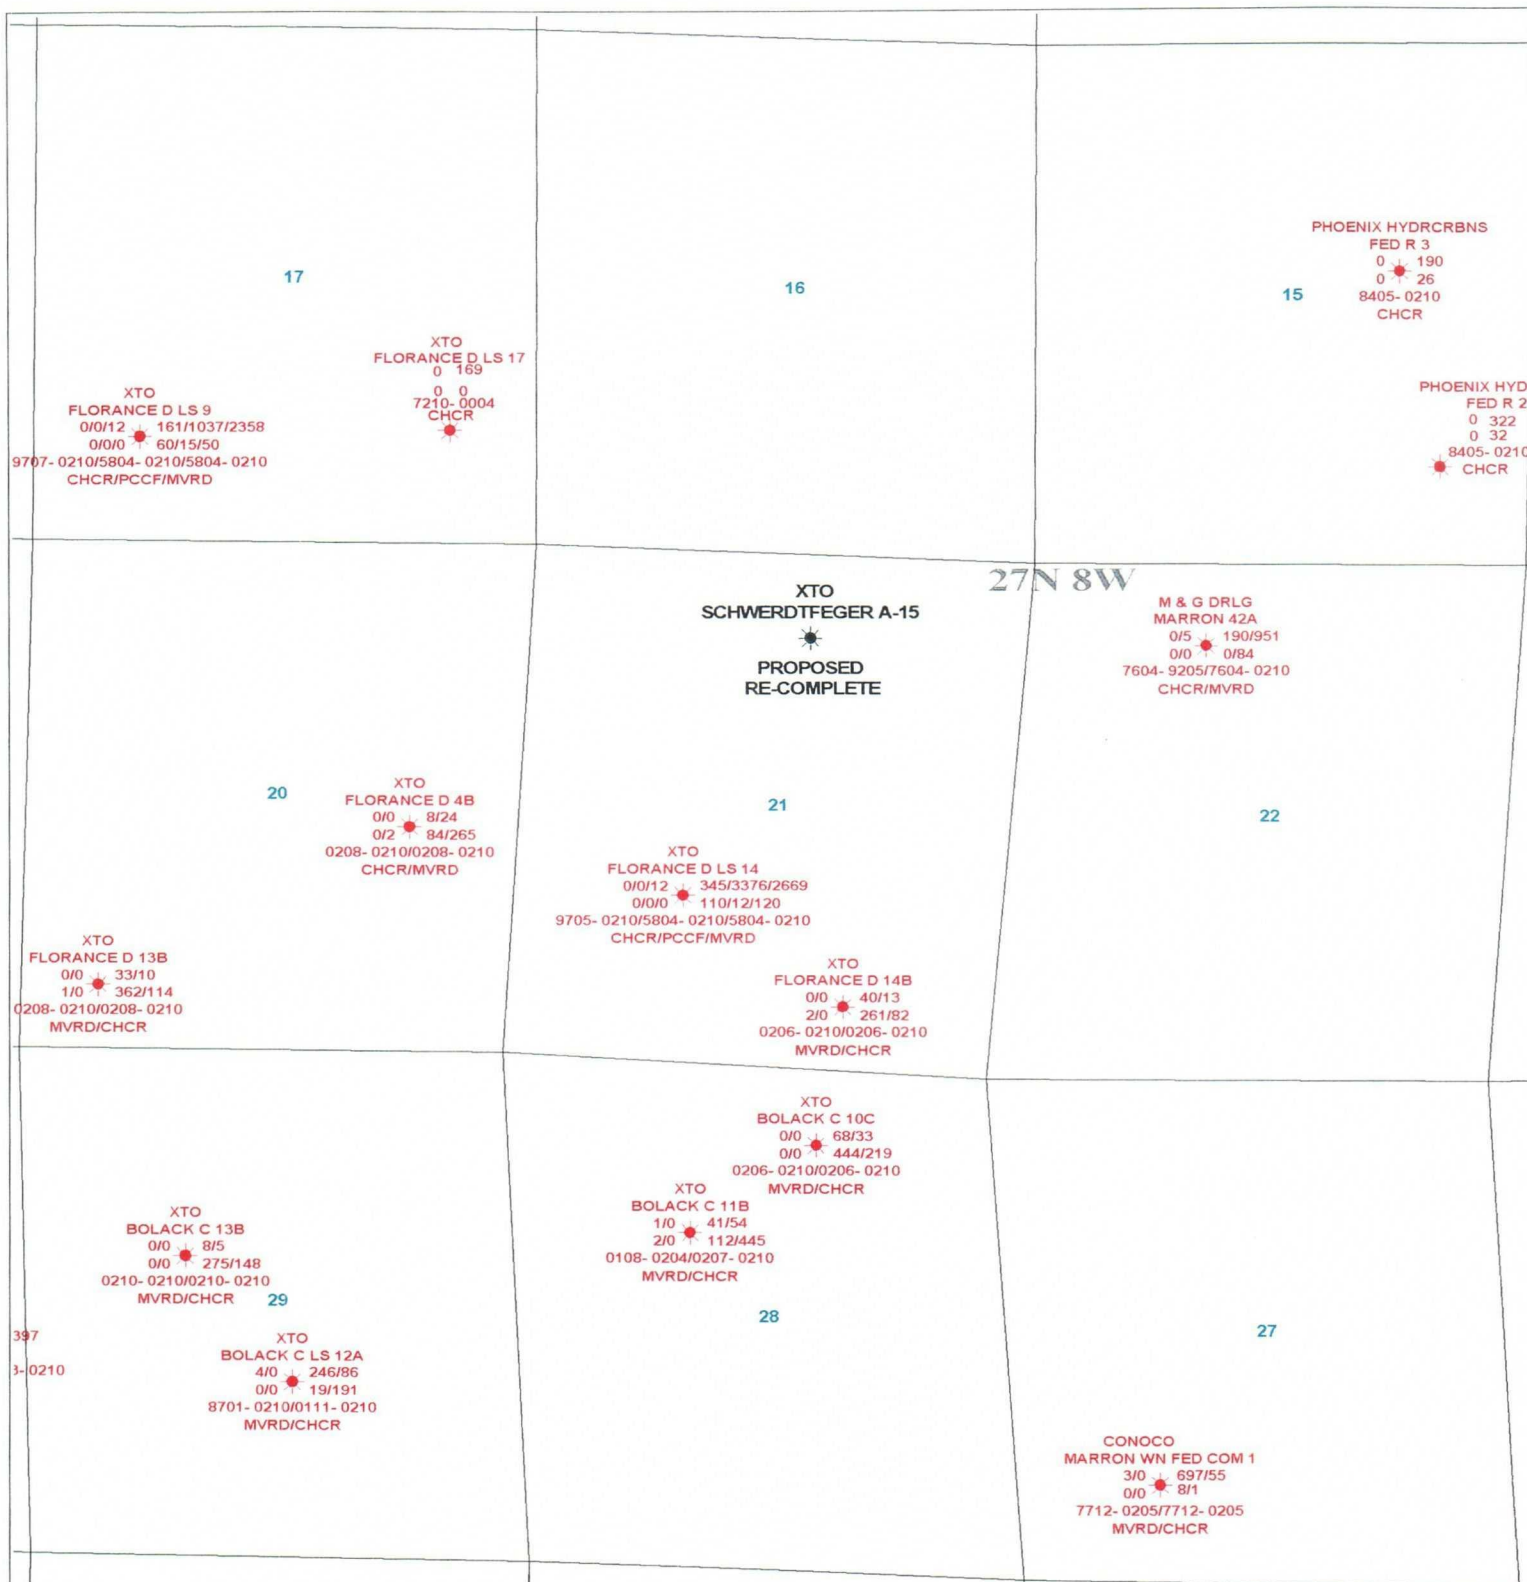 PHOENIX HYDRCRBNS
FED R 3
0 190
0 26
8405- 0210
CHCR
17
16
15
XTO
FLORANCE D LS 17
0 169
0 0
7210- 0004
CHCR
XTO
FLORANCE D LS 9
0/0/12 161/1037/2358
0/0/0 60/15/50
9707- 0210/5804- 0210/5804- 0210
CHCR/PCCF/MVRD
PHOENIX HYD
FED R 2
0 322
0 32
8405- 0210
CHCR
27N 8W
XTO
SCHWERDTFEGER A-15
PROPOSED
RE-COMPLETE
M & G DRLG
MARRON 42A
0/5 190/951
0/0 0/84
7604- 9205/7604- 0210
CHCR/MVRD
20
XTO
FLORANCE D 4B
0/0 8/24
0/2 84/265
0208- 0210/0208- 0210
CHCR/MVRD
21
22
XTO
FLORANCE D LS 14
0/0/12 345/3376/2669
0/0/0 110/12/120
9705- 0210/5804- 0210/5804- 0210
CHCR/PCCF/MVRD
XTO
FLORANCE D 13B
0/0 33/10
1/0 362/114
0208- 0210/0208- 0210
MVRD/CHCR
XTO
FLORANCE D 14B
0/0 40/13
2/0 261/82
0206- 0210/0206- 0210
MVRD/CHCR
XTO
BOLACK C 10C
0/0 68/33
0/0 444/219
0206- 0210/0206- 0210
MVRD/CHCR
XTO
BOLACK C 11B
1/0 41/54
2/0 112/445
0108- 0204/0207- 0210
MVRD/CHCR
XTO
BOLACK C 13B
0/0 8/5
0/0 275/148
0210- 0210/0210- 0210
MVRD/CHCR
29
28
27
397
- 0210
XTO
BOLACK C LS 12A
4/0 246/86
0/0 19/191
8701- 0210/0111- 0210
MVRD/CHCR
CONOCO
MARRON WN FED COM 1
3/0 697/55
0/0 8/1
7712- 0205/7712- 0205
MVRD/CHCR